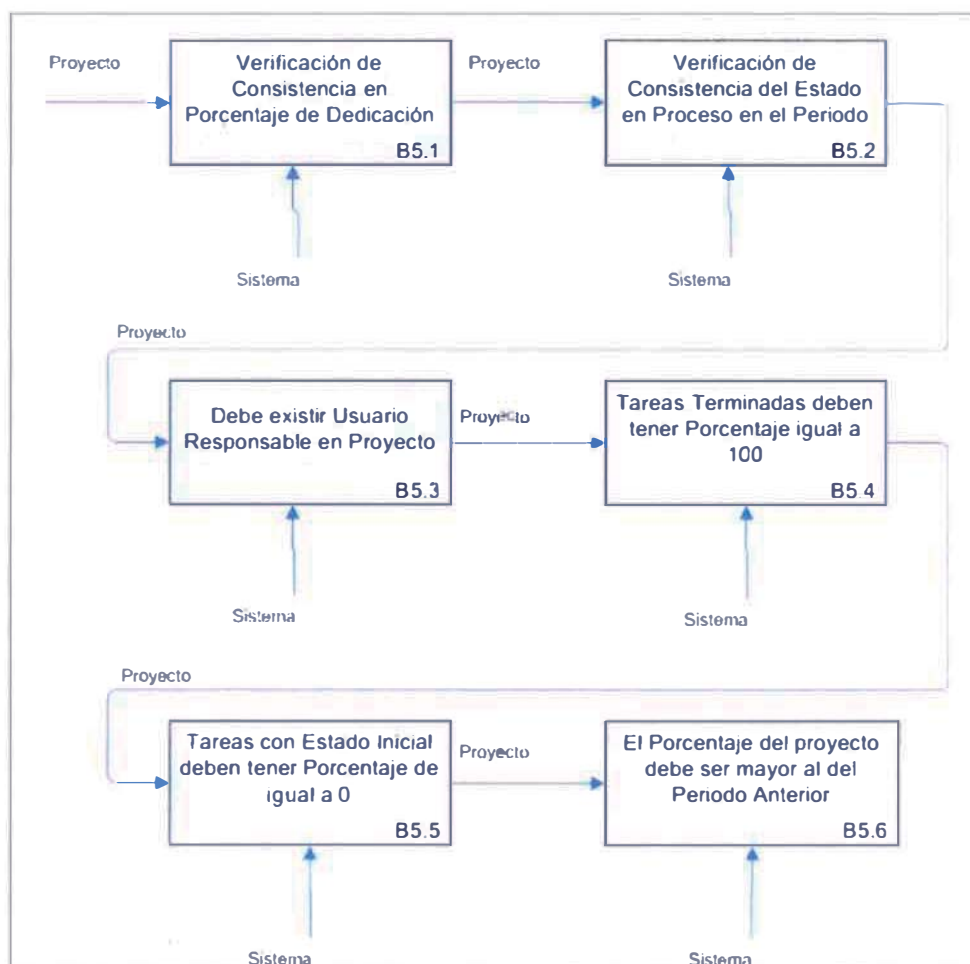 Proyecto
Verificación de
Consistencia en
Porcentaje de Dedicación
B5.1
Proyecto
Verificación de
Consistencia del Estado
en Proceso en el Periodo
B5.2
Sistema
Sistema
Proyecto
Debe existir Usuario
Responsable en Proyecto
B5.3
Proyecto
Tareas Terminadas deben
tener Porcentaje igual a
100
B5.4
Sistema
Sistema
Proyecto
Tareas con Estado Inicial
deben tener Porcentaje de
igual a 0
B5.5
Proyecto
El Porcentaje del proyecto
debe ser mayor al del
Periodo Anterior
B5.6
Sistema
Sistema